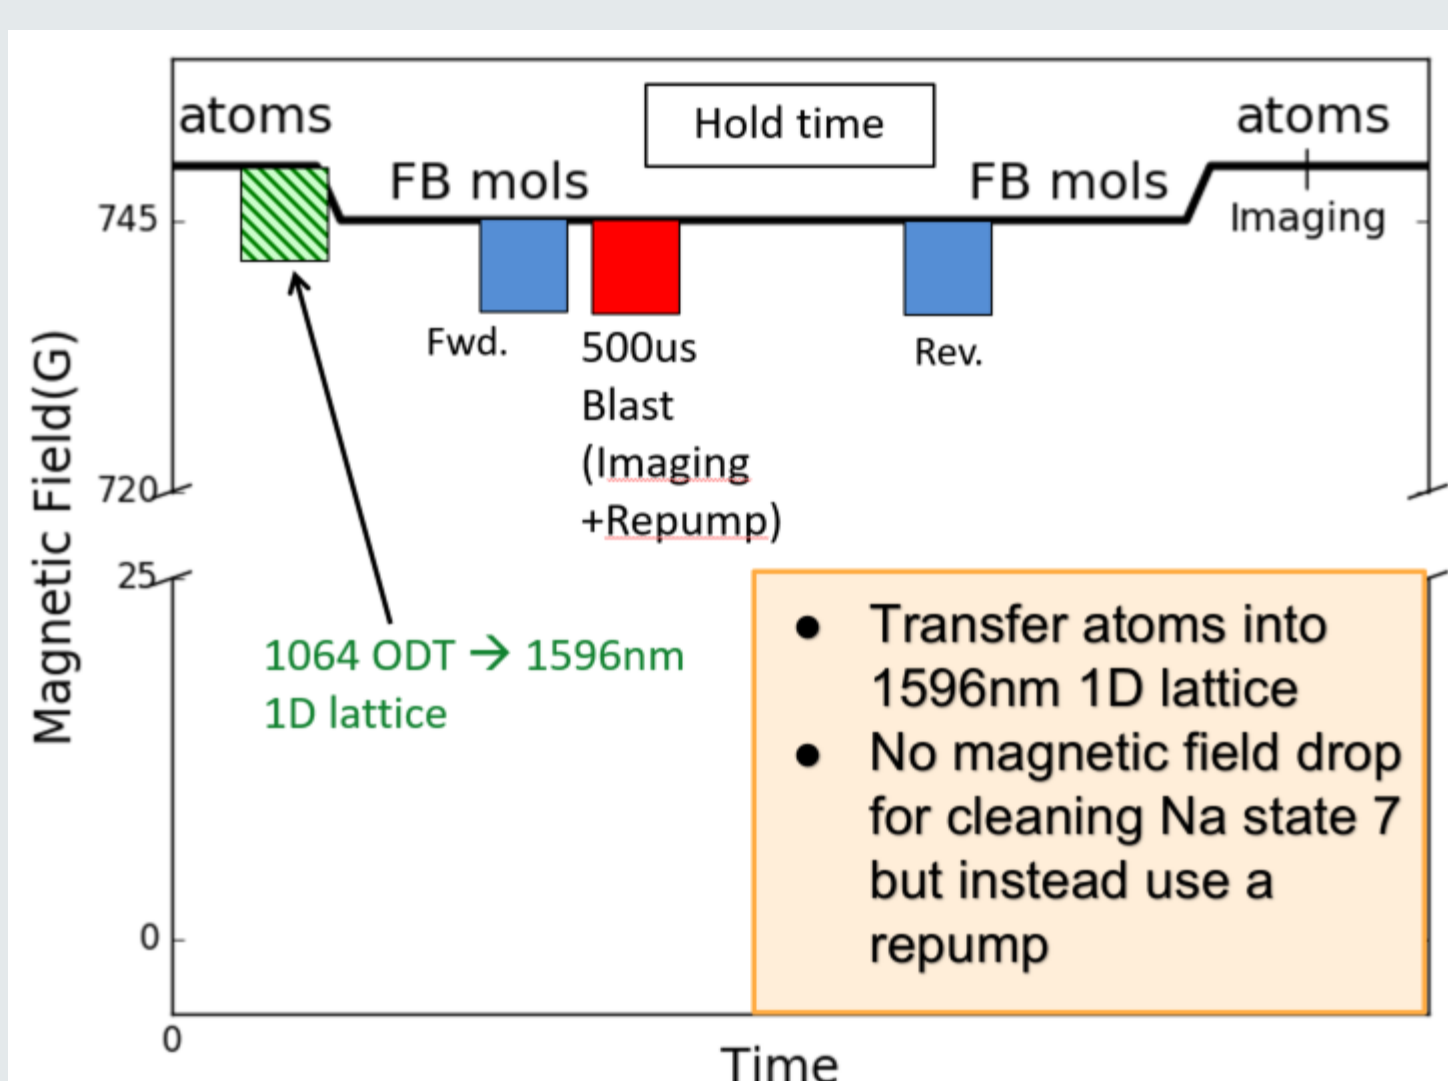 atoms
Hold time
atoms
FB mols
FB mols
745
Imaging
Fwd.
500us
Blast
(Imaging
+Repump)
Rev.
Magnetic Field(G)
720
25
1064 ODT → 1596nm
1D lattice
● Transfer atoms into
1596nm 1D lattice
● No magnetic field drop
for cleaning Na state 7
but instead use a
repump
0
0
Time